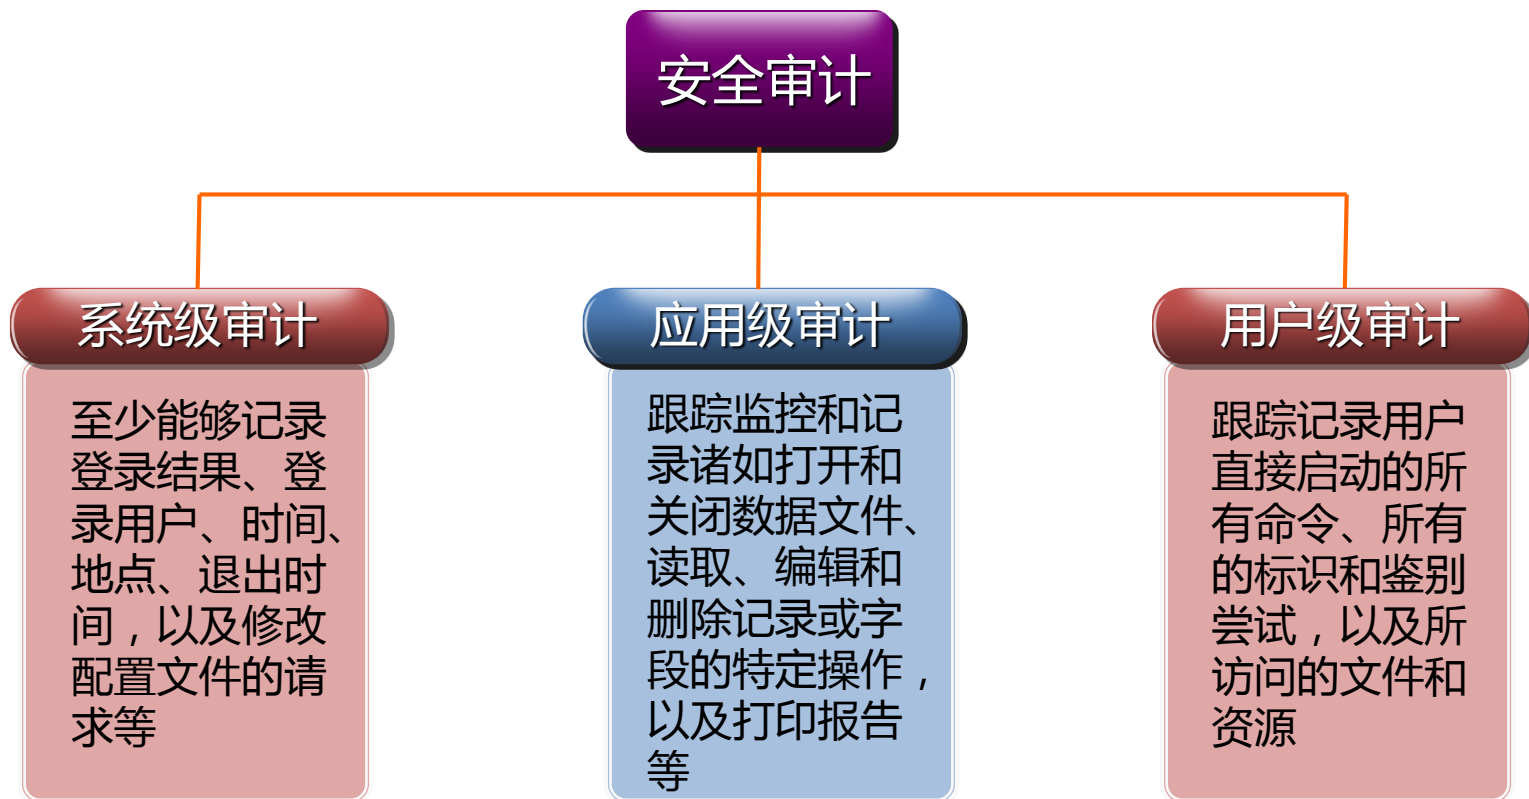 安全审计
系统级审计
至少能够记录
登录结果、登
录用户、时间、
地点、退出时
间，以及修改
配置文件的请
求等
应用级审计
跟踪监控和记
录诸如打开和
关闭数据文件、
读取、编辑和
删除记录或字
段的特定操作，
以及打印报告
等
用户级审计
跟踪记录用户
直接启动的所
有命令、所有
的标识和鉴别
尝试，以及所
访问的文件和
资源